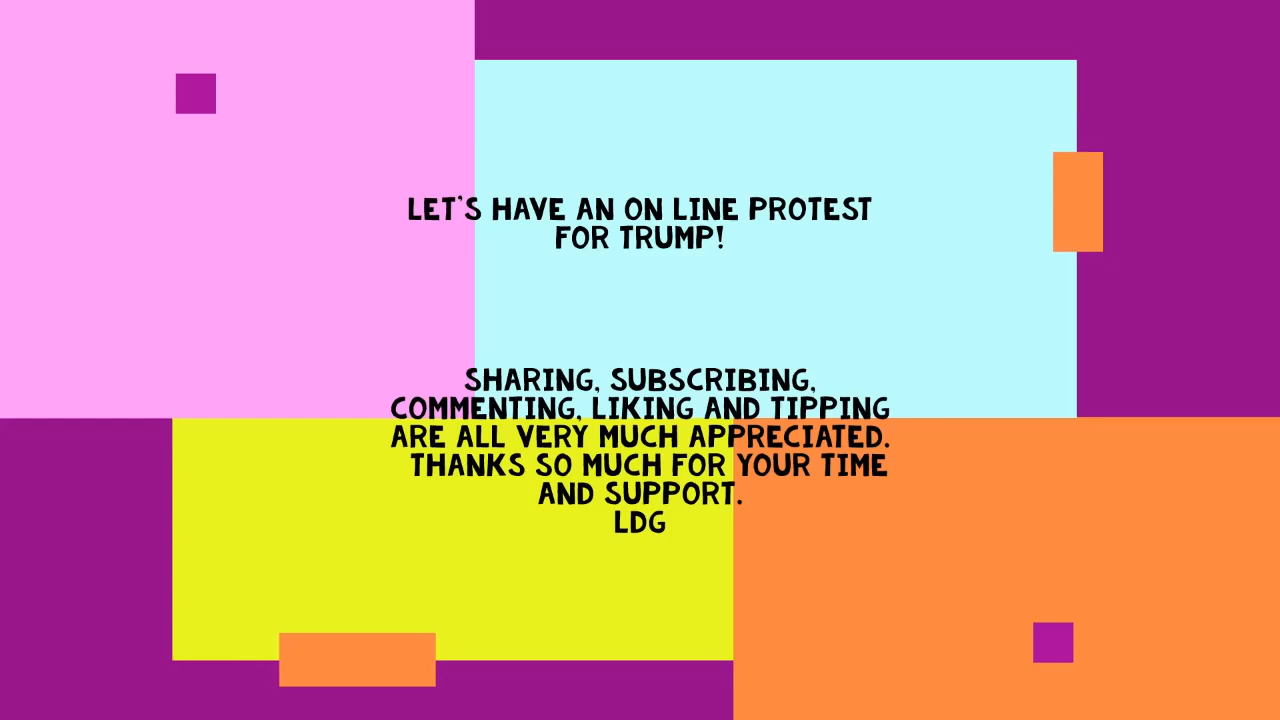 LET'S HAVE AN ON LINE PROTEST
FOR TRUMP!
SHARING, SUBSCRIBING,
COMMENTING, LIKING AND TIPPING
ARE ALL VERY MUCH APPRECIATED.
THANKS SO MUCH FOR YOUR TIME
AND SUPPORT.
LDG